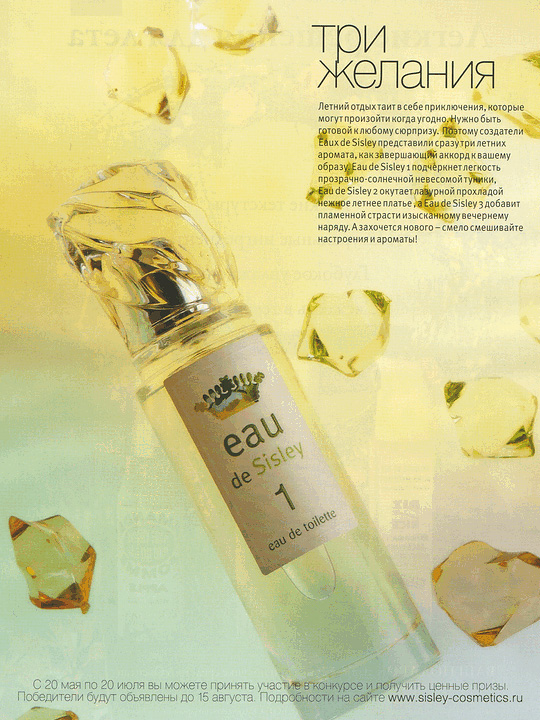 три
желания
Летний отдых таит в себе приключения, которые
могут произойти когда угодно. Нужно быть
готовой к любому сюрпризу. Поэтому создатели
Eaux de Sisley представили сразу три летних
аромата, как завершающий аккорд к вашему
образу. Eau de Sisley 1 подчёркнет легкость
прозрачно-солнечной невесомой туники,
Eau de Sisley 2 окутает лазурной прохладой
нежное летнее платье , а Eau de Sisley 3 добавит
пламенной страсти изысканному вечернему
наряду. А захочется нового – смело смешивайте
настроения и ароматы!
eau
de Sisley
1
eau de toilette
С 20 мая по 20 июля вы можете принять участие в конкурсе и получить ценные призы.
Победители будут объявлены до 15 августа. Подробности на сайте www.sisley-cosmetics.ru